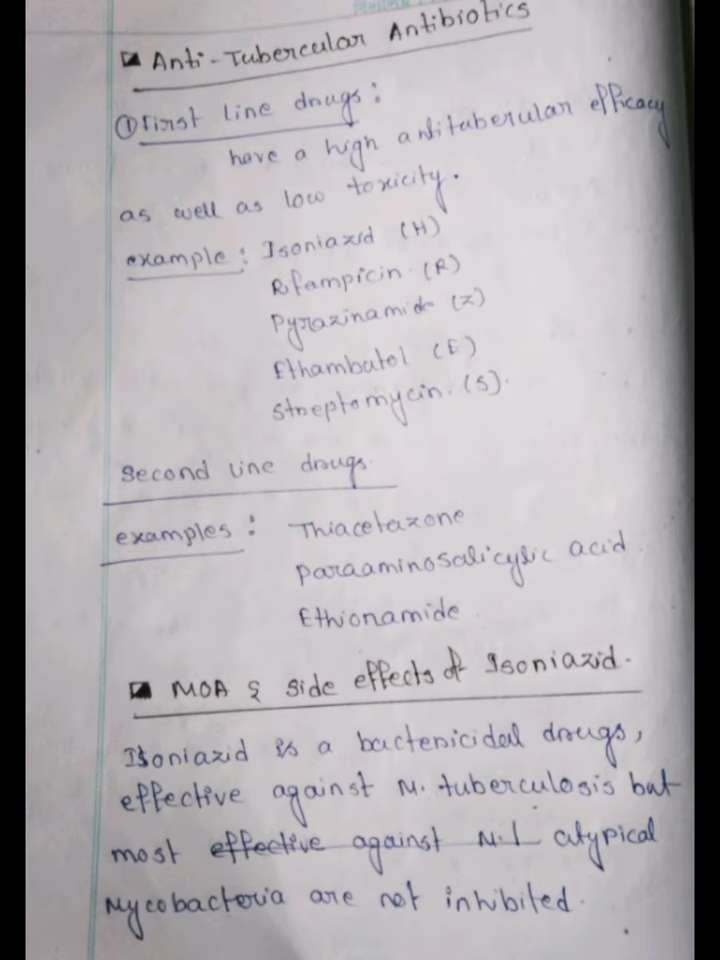 Anti-Tubercular Antibiotics
① First line drugs:
have a high antitubercular efficacy
as well as low toxicity.
example: Isoniazid (H)
Rifampicin (R)
Pyrazinamide (Z)
Ethambutol (E)
Streptomycin (S).
Second line drugs
examples: Thiacetazone
Paraaminosalicylic acid
Ethionamide
MOA & side effects of Isoniazid.
Isoniazid is a bactericidal drugs,
effective against M. tuberculosis but
most effective against M. atypical
Mycobacteria are not inhibited.